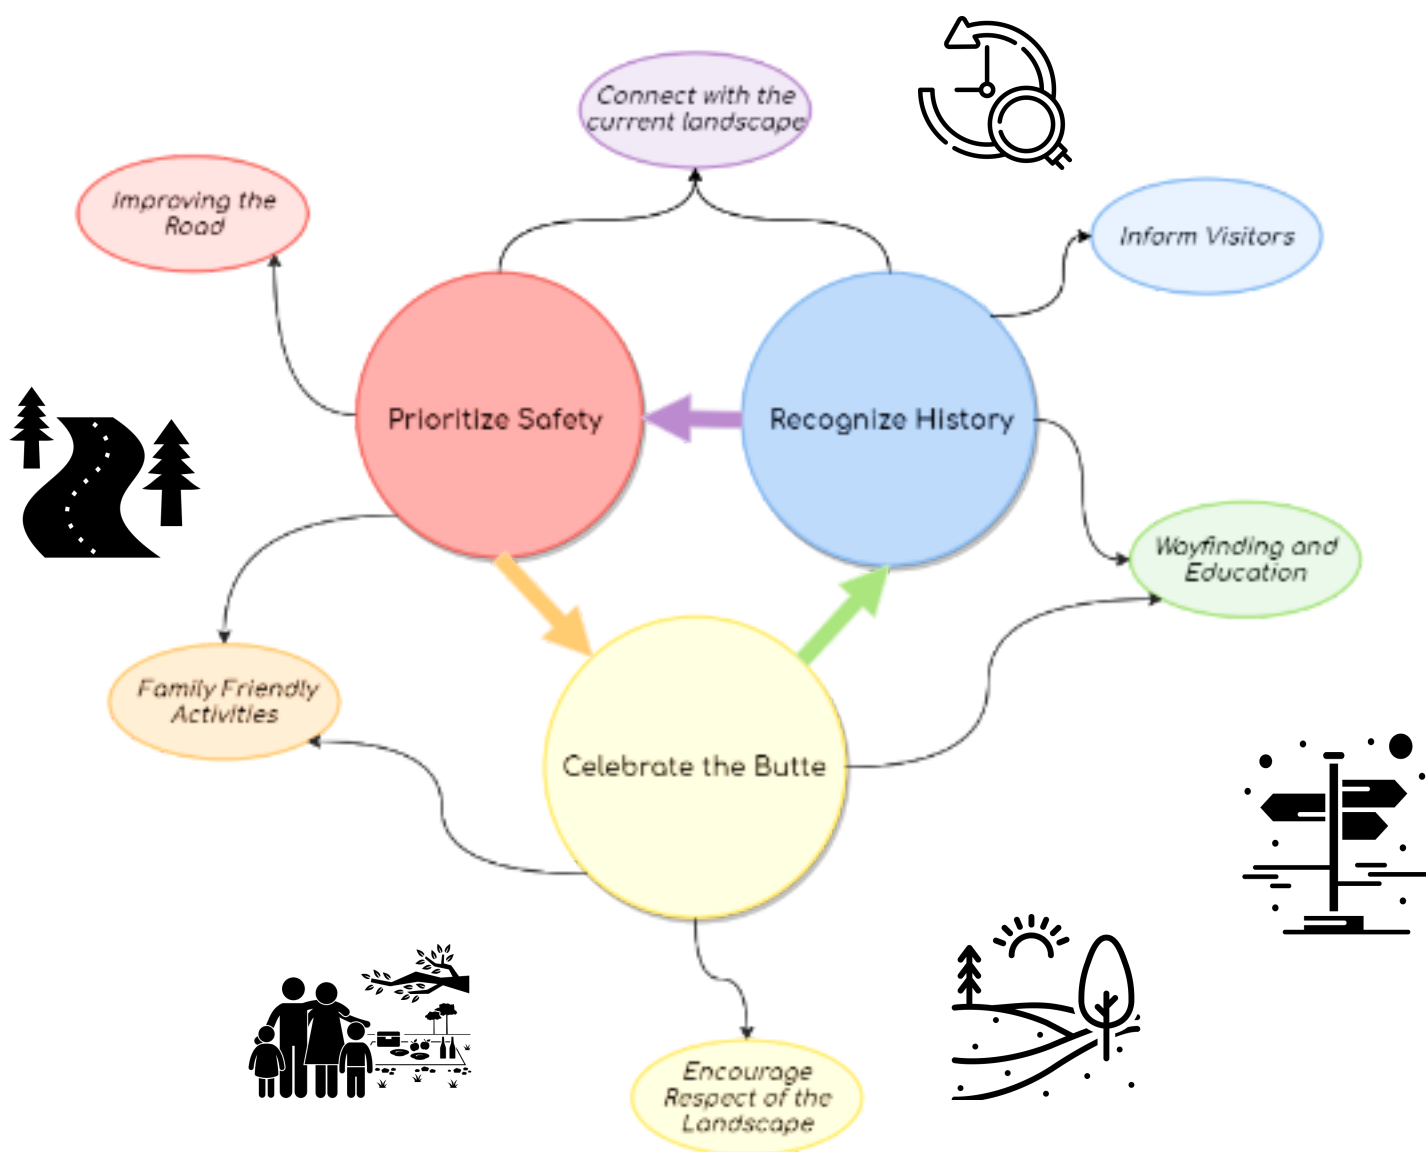 Connect with the
current landscape
Improving the
Road
Inform Visitors
Prioritize Safety
Recognize History
Wayfinding and
Education
Family Friendly
Activities
Celebrate the Butte
Encourage
Respect of the
Landscape